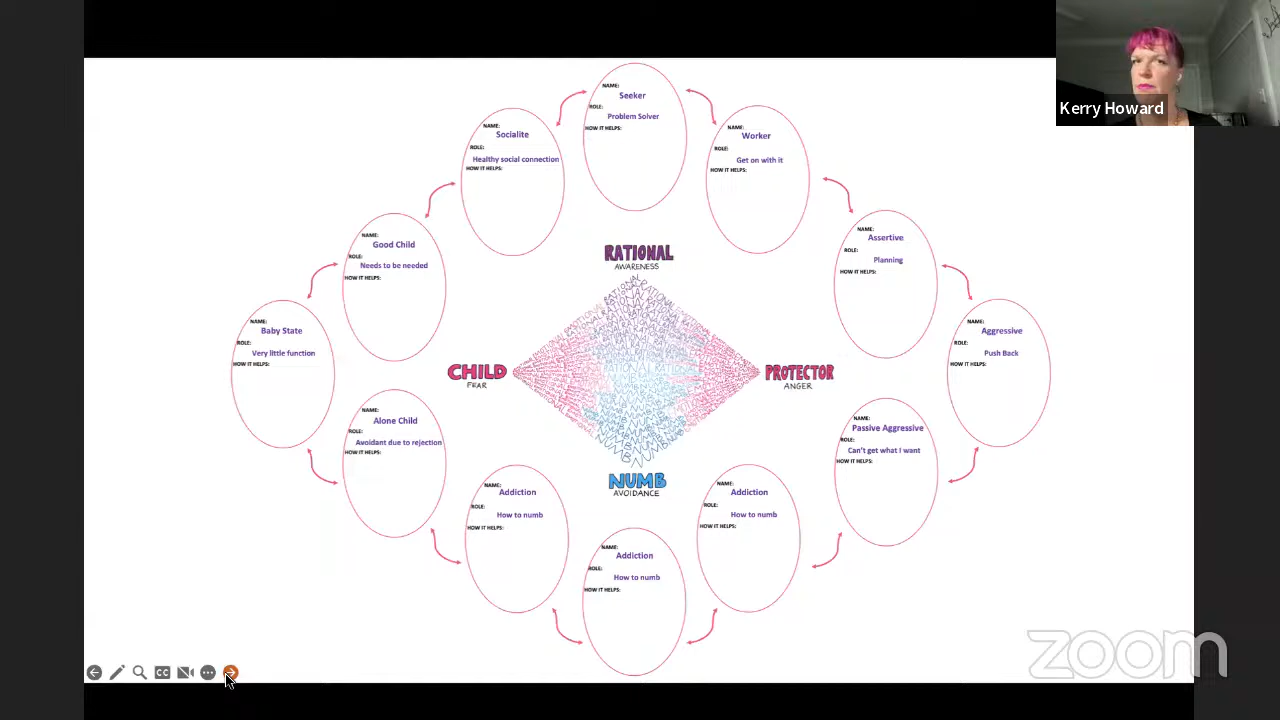 Kerry Howard
NAME:
Seeker
ROLE:
Problem Solver
HOW IT HELPS:
NAME:
Socialite
ROLE:
Healthy social connection
HOW IT HELPS:
NAME:
Worker
ROLE:
Get on with it
HOW IT HELPS:
NAME:
Good Child
ROLE:
Needs to be needed
HOW IT HELPS:
NAME:
Assertive
ROLE:
Planning
HOW IT HELPS:
RATIONAL
AWARENESS
NAME:
Baby State
ROLE:
Very little function
HOW IT HELPS:
NAME:
Aggressive
ROLE:
Push Back
HOW IT HELPS:
CHILD
FEAR
PROTECTOR
ANGER
NAME:
Alone Child
ROLE:
Avoidant due to rejection
HOW IT HELPS:
NAME:
Passive Aggressive
ROLE:
Can't get what I want
HOW IT HELPS:
NUMB
AVOIDANCE
NAME:
Addiction
ROLE:
How to numb
HOW IT HELPS:
NAME:
Addiction
ROLE:
How to numb
HOW IT HELPS:
NAME:
Addiction
ROLE:
How to numb
HOW IT HELPS:
CC
zoom